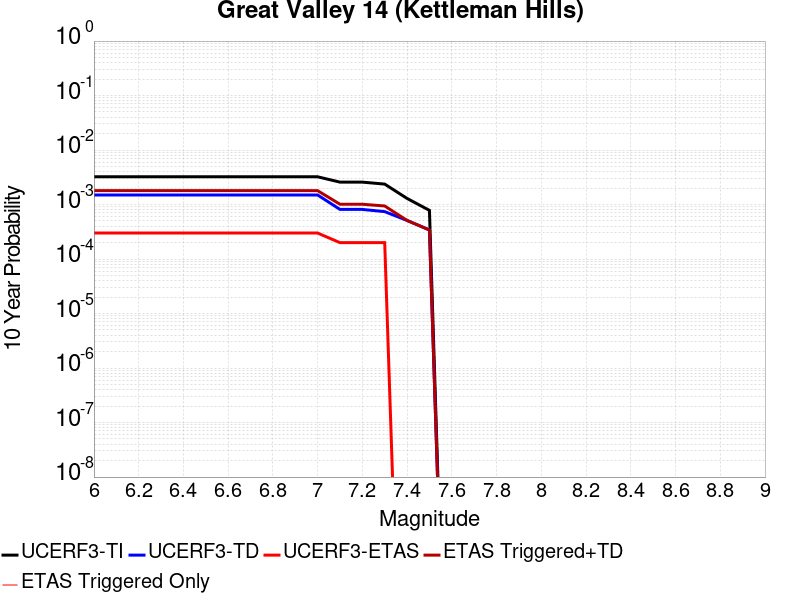 Great Valley 14 (Kettleman Hills)
10^0
10^-1
10^-2
10^-3
10^-4
10^-5
10^-6
10^-7
10^-8
10 Year Probability
6 6.2 6.4 6.6 6.8 7 7.2 7.4 7.6 7.8 8 8.2 8.4 8.6 8.8 9
Magnitude
UCERF3-TI UCERF3-TD UCERF3-ETAS ETAS Triggered+TD
ETAS Triggered Only